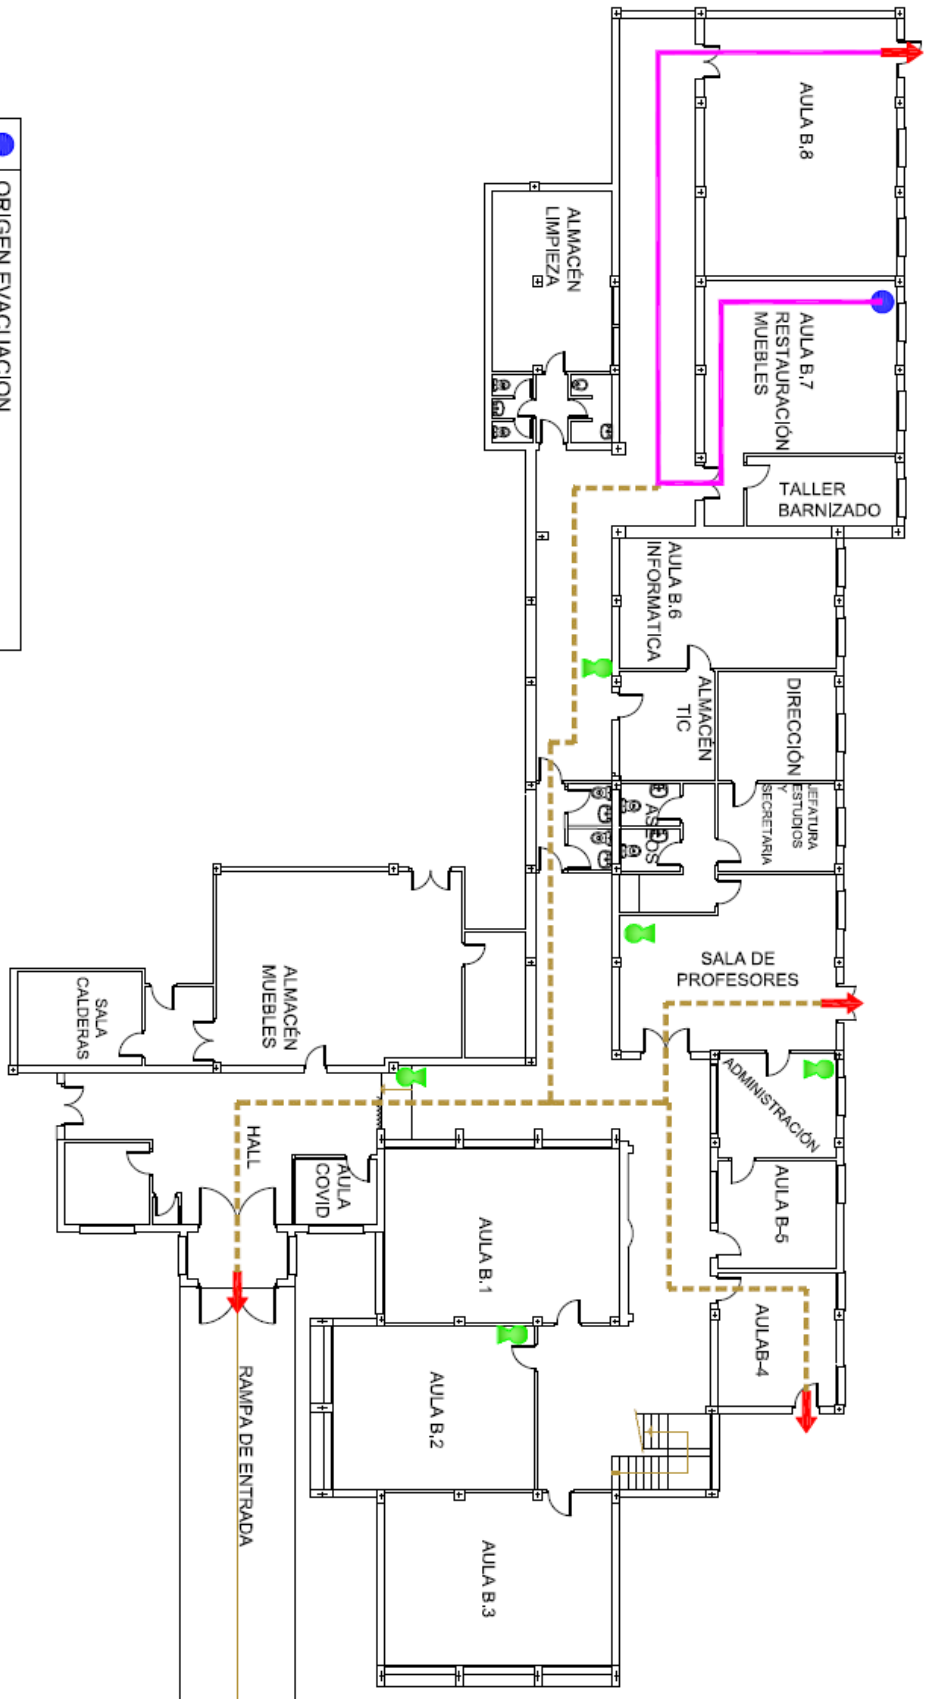 ORIGEN EVACUACION
AULA B,8
ALMACÉN
LIMPIEZA
AULA B,7
RESTAURACIÓN
MUEBLES
TALLER
BARNIZADO
AULA B.6
INFORMATICA
ALMACÉN
TIC
DIRECCIÓN
JEFATURA
ESTUDIOS
Y
SECRETARIA
ASEOS
SALA DE
PROFESORES
ALMACÉN
MUEBLES
SALA
CALDERAS
ADMINISTRACIÓN
HALL
AULA
COVID
AULA B-5
AULA B.1
AULAB-4
AULA B.2
RAMPA DE ENTRADA
AULA B.3